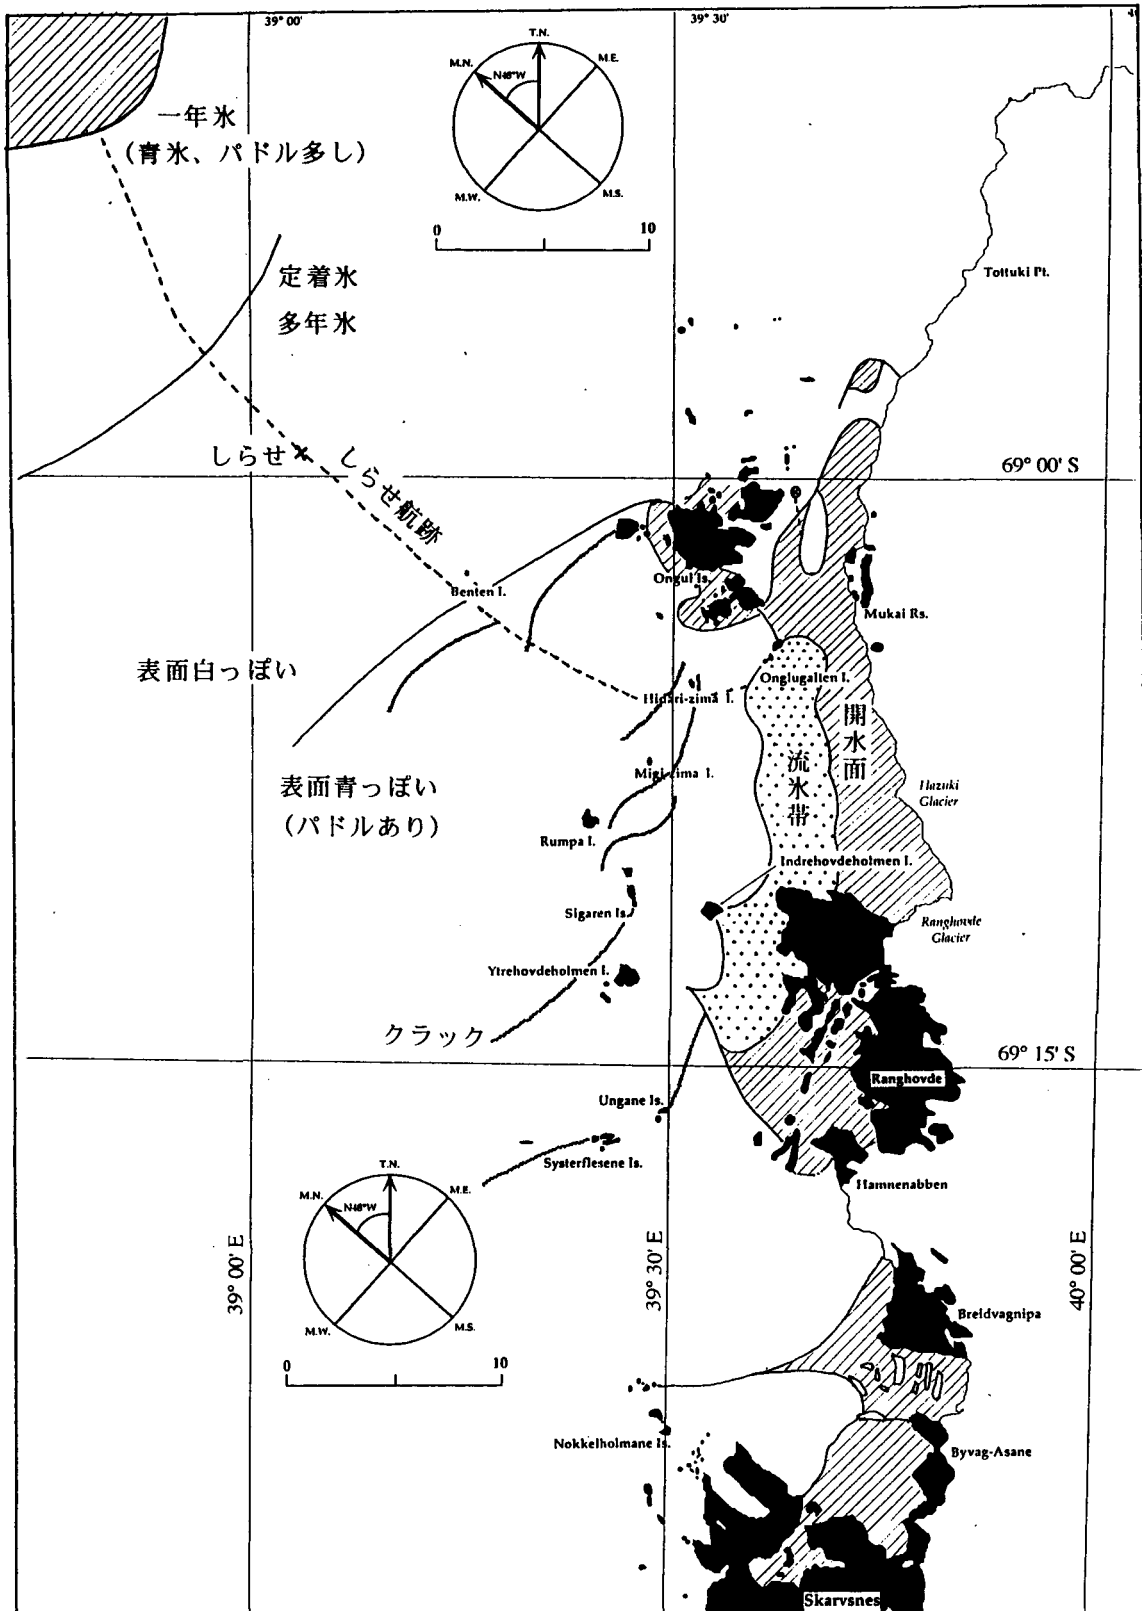 39° 00'
39° 30'
T.N.
M.N.
N48°W
M.E.
M.W.
M.S.
0
10
一年氷
(青氷、パドル多し)
定着氷
多年氷
Tottuki Pt.
しらせ
しらせ航跡
69° 00' S
Ongul Is.
Benten I.
Mukai Rs.
表面白っぽい
Onglugalten I.
Hidari-zima I.
開水面
流氷帯
Migi-zima I.
表面青っぽい
(パドルあり)
Hazuki
Glacier
Rumpa I.
Indrehovdeholmen I.
Sigaren Is.
Ranghovde
Glacier
Ytrehovdeholmen I.
クラック
69° 15' S
Ranghovde
Ungane Is.
Systerflesene Is.
Hamnenabben
T.N.
M.N.
N48°W
M.E.
M.W.
M.S.
0
10
39° 00' E
39° 30' E
40° 00' E
Breidvagnipa
Nokkelholmane Is.
Byvag-Asane
Skarvsnes